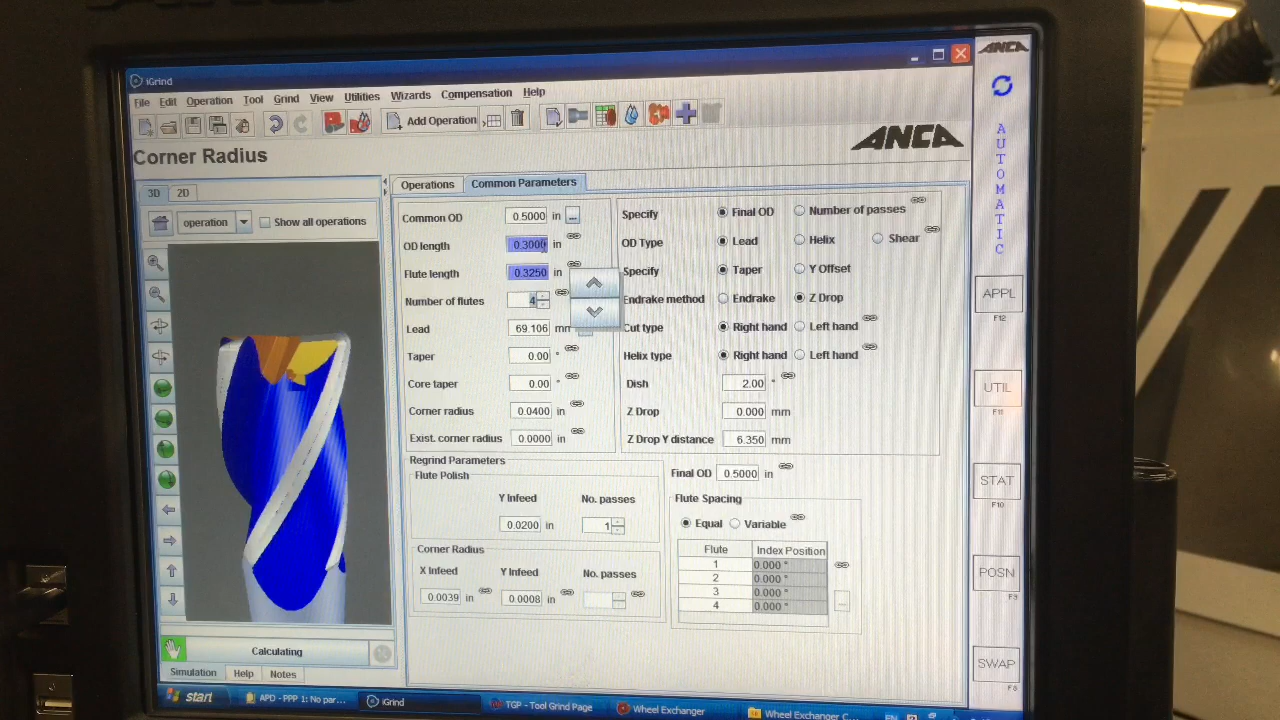 iGrind
ANCA
File Edit Operation Tool Grind View Utilities Wizards Compensation Help
Add Operation
Corner Radius
ANCA
AUTOMATIC
3D 2D
operation Show all operations
Operations Common Parameters
Common OD 0.5000 in ...
OD length 0.3000 in
Flute length 0.3250 in
Number of flutes 4
Lead 69.106 mm
Taper 0.00 °
Core taper 0.00 °
Corner radius 0.0400 in
Exist. corner radius 0.0000 in
Specify Final OD Number of passes
OD Type Lead Helix Shear
Specify Taper Y Offset
Endrake method Endrake Z Drop
Cut type Right hand Left hand
Helix type Right hand Left hand
Dish 2.00 °
Z Drop 0.000 mm
Z Drop Y distance 6.350 mm
Regrind Parameters
Flute Polish
Y Infeed No. passes
0.0200 in 1
Corner Radius
X Infeed Y Infeed No. passes
0.0039 in 0.0008 in
Final OD 0.5000 in
Flute Spacing
Equal Variable
Flute Index Position
1 0.000 °
2 0.000 °
3 0.000 °
4 0.000 °
...
Calculating
Simulation Help Notes
start APD - PPP 1: No par... iGrind TGP - Tool Grind Page Wheel Exchanger Wheel Exchanger C... EN
APPL
F12
UTIL
F11
STAT
F10
POSN
F9
SWAP